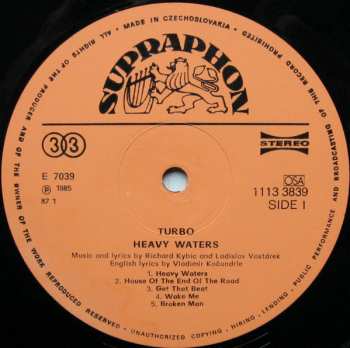 ALL RIGHTS OF THE PRODUCER AND OF THE OWNER OF THE WORK REPRODUCED RESERVED • UNAUTHORIZED COPYING - HIRING - LENDING - PUBLIC PERFORMANCE AND BROADCASTING OF THIS RECORD PROHIBITED • MADE IN CZECHOSLOVAKIA •
SUPRAPHON
33
STEREO
E 7039
Ⓟ 1985
87 1
OSA
1113 3839
SIDE 1
TURBO
HEAVY WATERS
Music and lyrics by Richard Kybic and Ladislav Vostárek
English lyrics by Vladimír Kočandrle
1. Heavy Waters
2. House Of The End Of The Road
3. Get That Beat
4. Wake Me
5. Broken Man